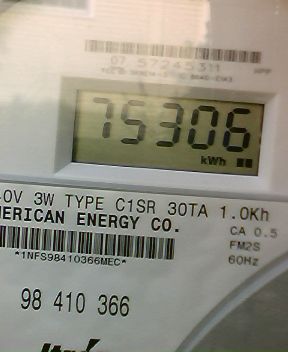 07 57245311
75306
kWh
40V 3W TYPE C1SR 30TA 1.0Kh
MERICAN ENERGY CO.
CA 0.5
FM2S
60Hz
*1NFS98410366MEC*
98 410 366